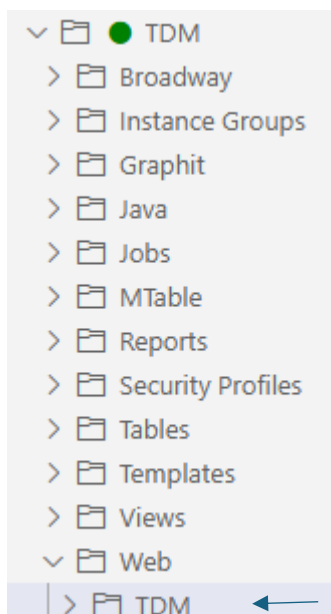 TDM
Broadway
Instance Groups
Graphit
Java
Jobs
MTable
Reports
Security Profiles
Tables
Templates
Views
Web
TDM